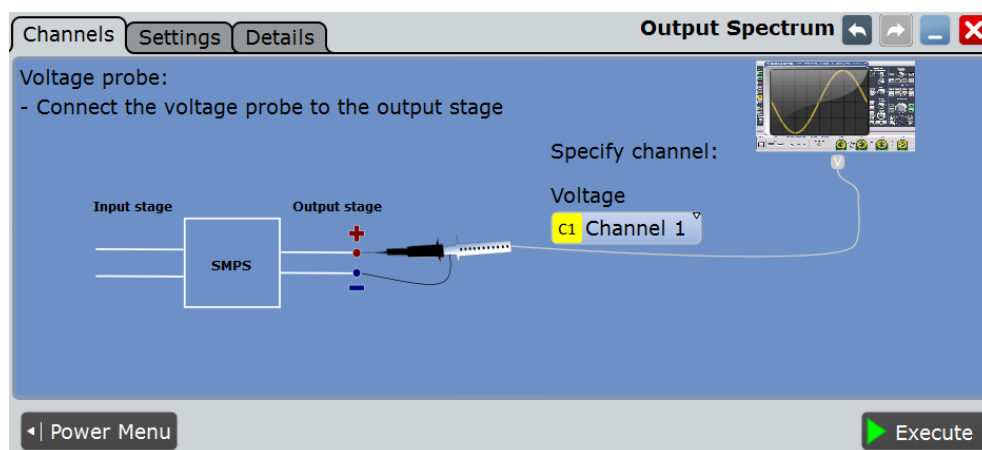 Channels Settings Details Output Spectrum
Voltage probe:
- Connect the voltage probe to the output stage
Specify channel:
V
Voltage
Input stage Output stage
C1 Channel 1
SMPS
Power Menu
Execute